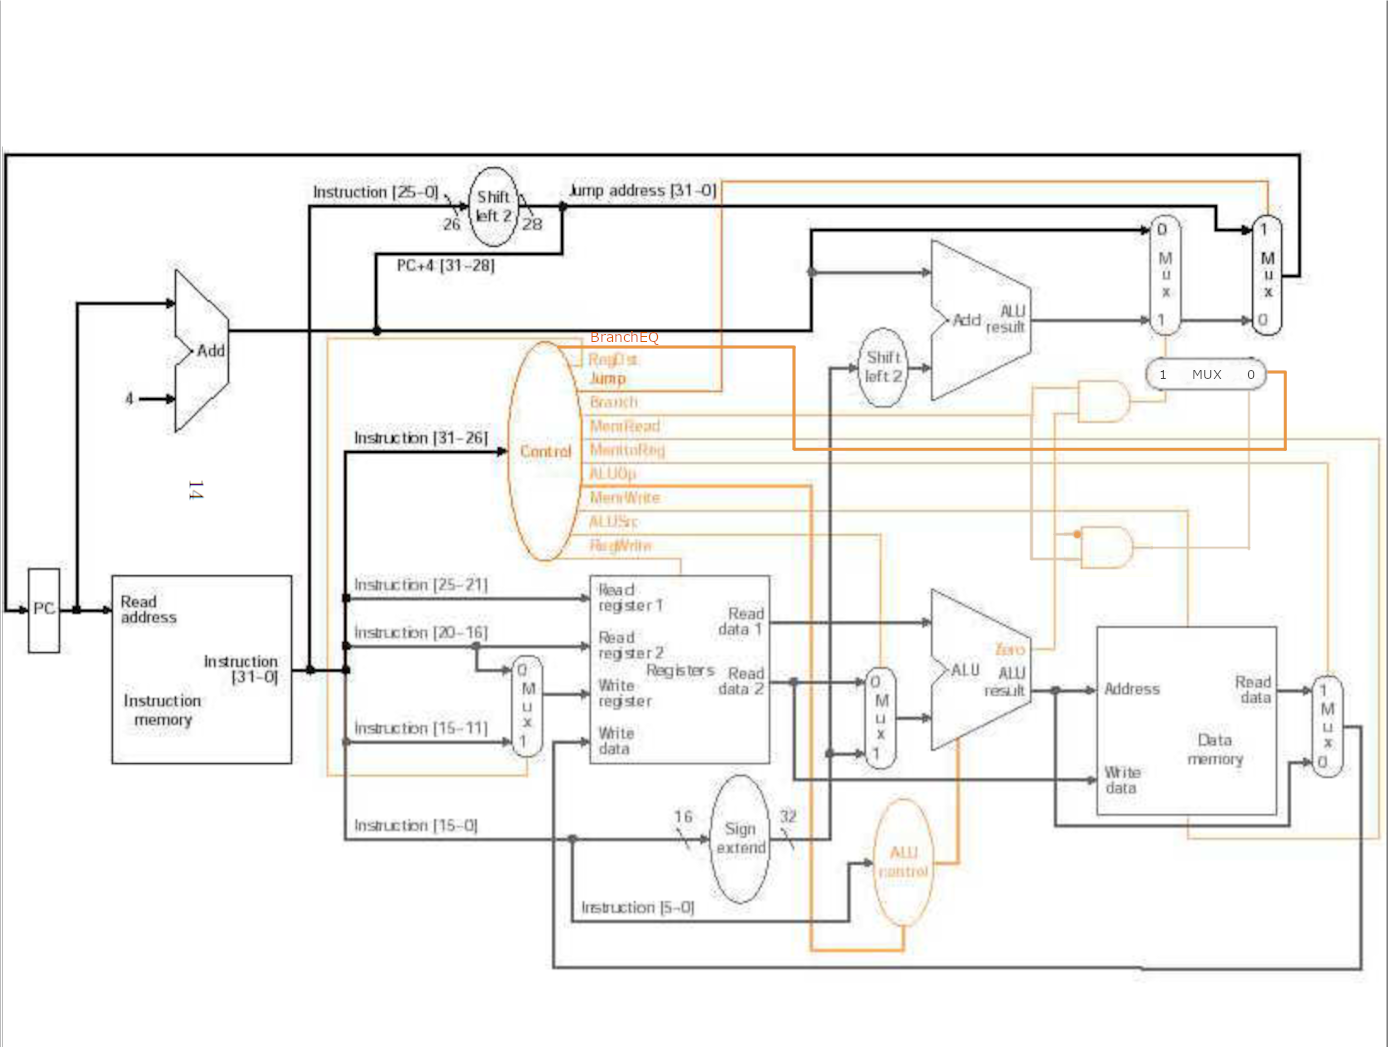 Instruction [25-0]
Shift
left 2
Jump address [31-0]
26
28
PC+4 [31-28]
0
M
u
x
1
1
M
u
x
0
Add
ALU
result
Add
4
BranchEQ
RegDst
Jump
Branch
MemRead
MemtoReg
ALUOp
MemWrite
ALUSrc
RegWrite
Shift
left 2
1 MUX 0
Instruction [31-26]
Control
14
PC
Read
address
Instruction
[31-0]
Instruction
memory
Instruction [25-21]
Instruction [20-16]
Instruction [15-11]
Instruction [15-0]
Instruction [5-0]
0
M
u
x
1
Read
register 1
Read
register 2
Write
register
Write
data
Registers
Read
data 1
Read
data 2
0
M
u
x
1
Zero
ALU
ALU
result
Address
Write
data
Read
data
Data
memory
1
M
u
x
0
16
Sign
extend
32
ALU
control